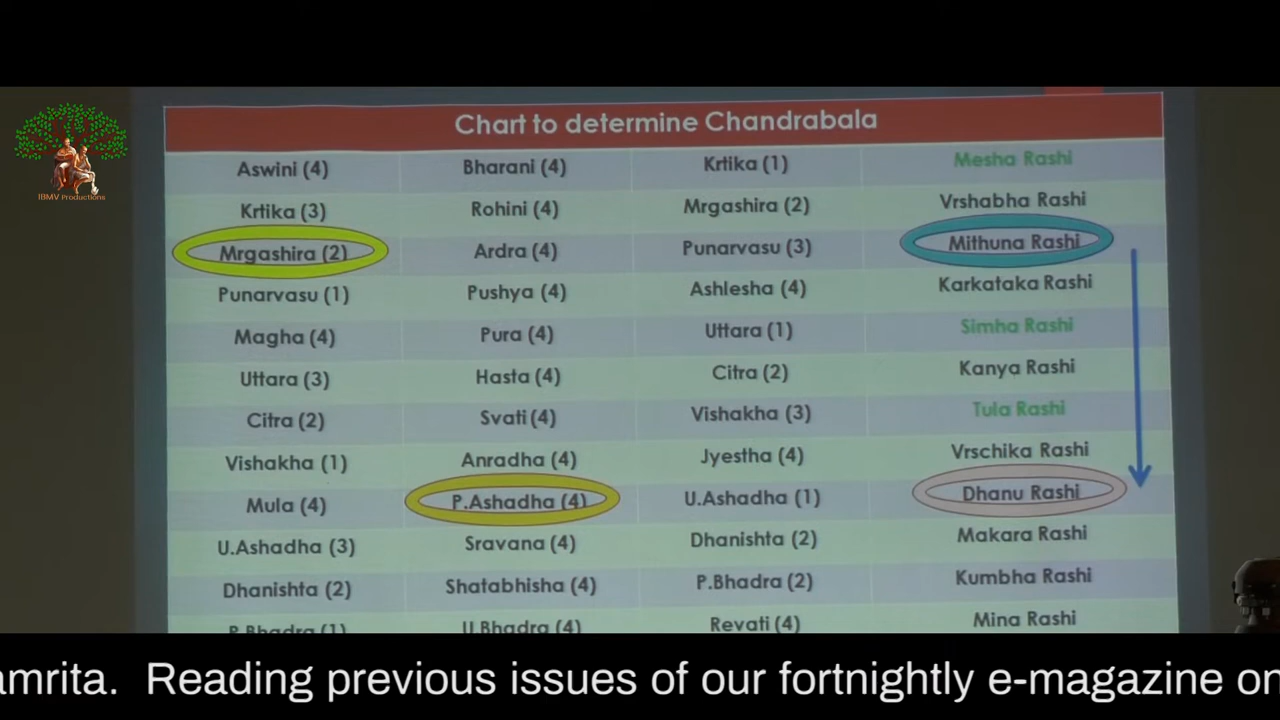 IBMV Productions
Chart to determine Chandrabala
Aswini (4) Bharani (4) Krtika (1) Mesha Rashi
Krtika (3) Rohini (4) Mrgashira (2) Vrshabha Rashi
Mrgashira (2) Ardra (4) Punarvasu (3) Mithuna Rashi
Punarvasu (1) Pushya (4) Ashlesha (4) Karkataka Rashi
Magha (4) Pura (4) Uttara (1) Simha Rashi
Uttara (3) Hasta (4) Citra (2) Kanya Rashi
Citra (2) Svati (4) Vishakha (3) Tula Rashi
Vishakha (1) Anradha (4) Jyestha (4) Vrschika Rashi
Mula (4) P.Ashadha (4) U.Ashadha (1) Dhanu Rashi
U.Ashadha (3) Sravana (4) Dhanishta (2) Makara Rashi
Dhanishta (2) Shatabhisha (4) P.Bhadra (2) Kumbha Rashi
P.Bhadra (1) U.Bhadra (4) Revati (4) Mina Rashi
amrita. Reading previous issues of our fortnightly e-magazine on